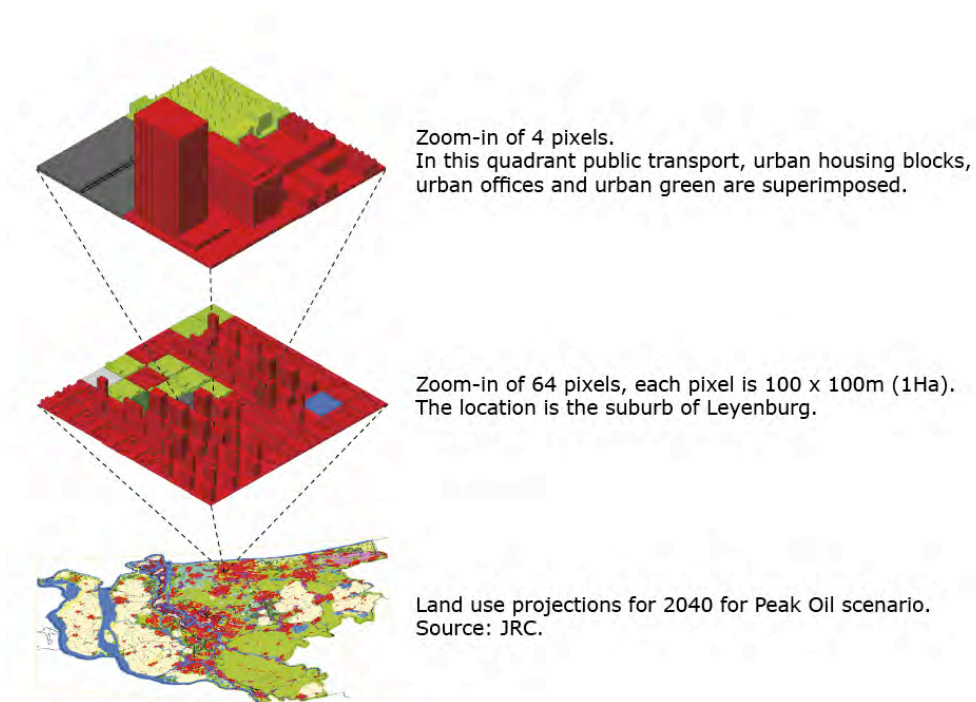 Zoom-in of 4 pixels.
In this quadrant public transport, urban housing blocks,
urban offices and urban green are superimposed.
Zoom-in of 64 pixels, each pixel is 100 x 100m (1Ha).
The location is the suburb of Leyenburg.
Land use projections for 2040 for Peak Oil scenario.
Source: JRC.